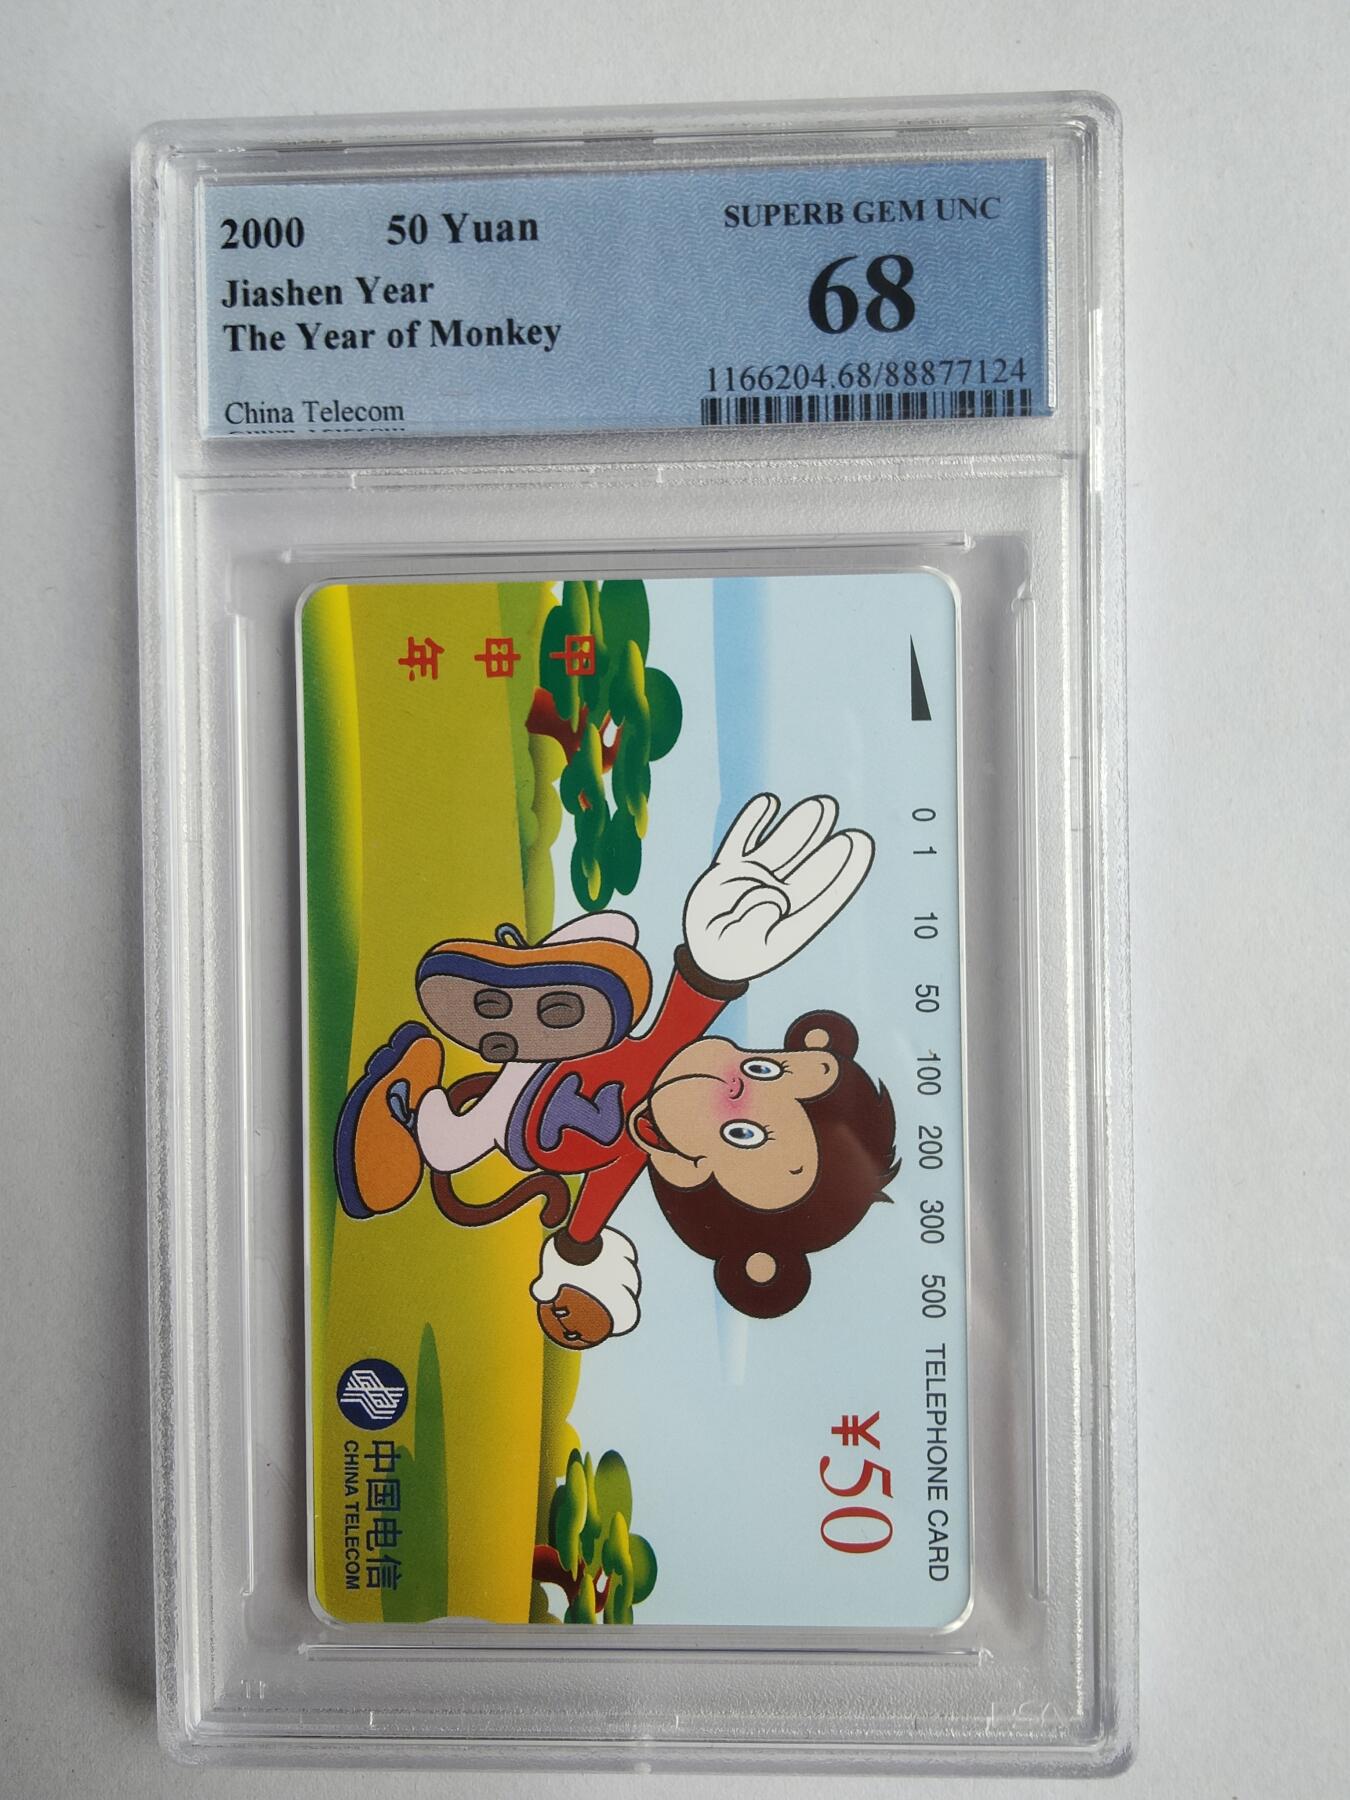 2000 50 Yuan
Jiashen Year
The Year of Monkey
China Telecom
SUPERB GEM UNC
68
1166204.68/88877124
0 1 10 50 100 200 300 500 TELEPHONE CARD
¥50
甲申年
I
中国电信
CHINA TELECOM